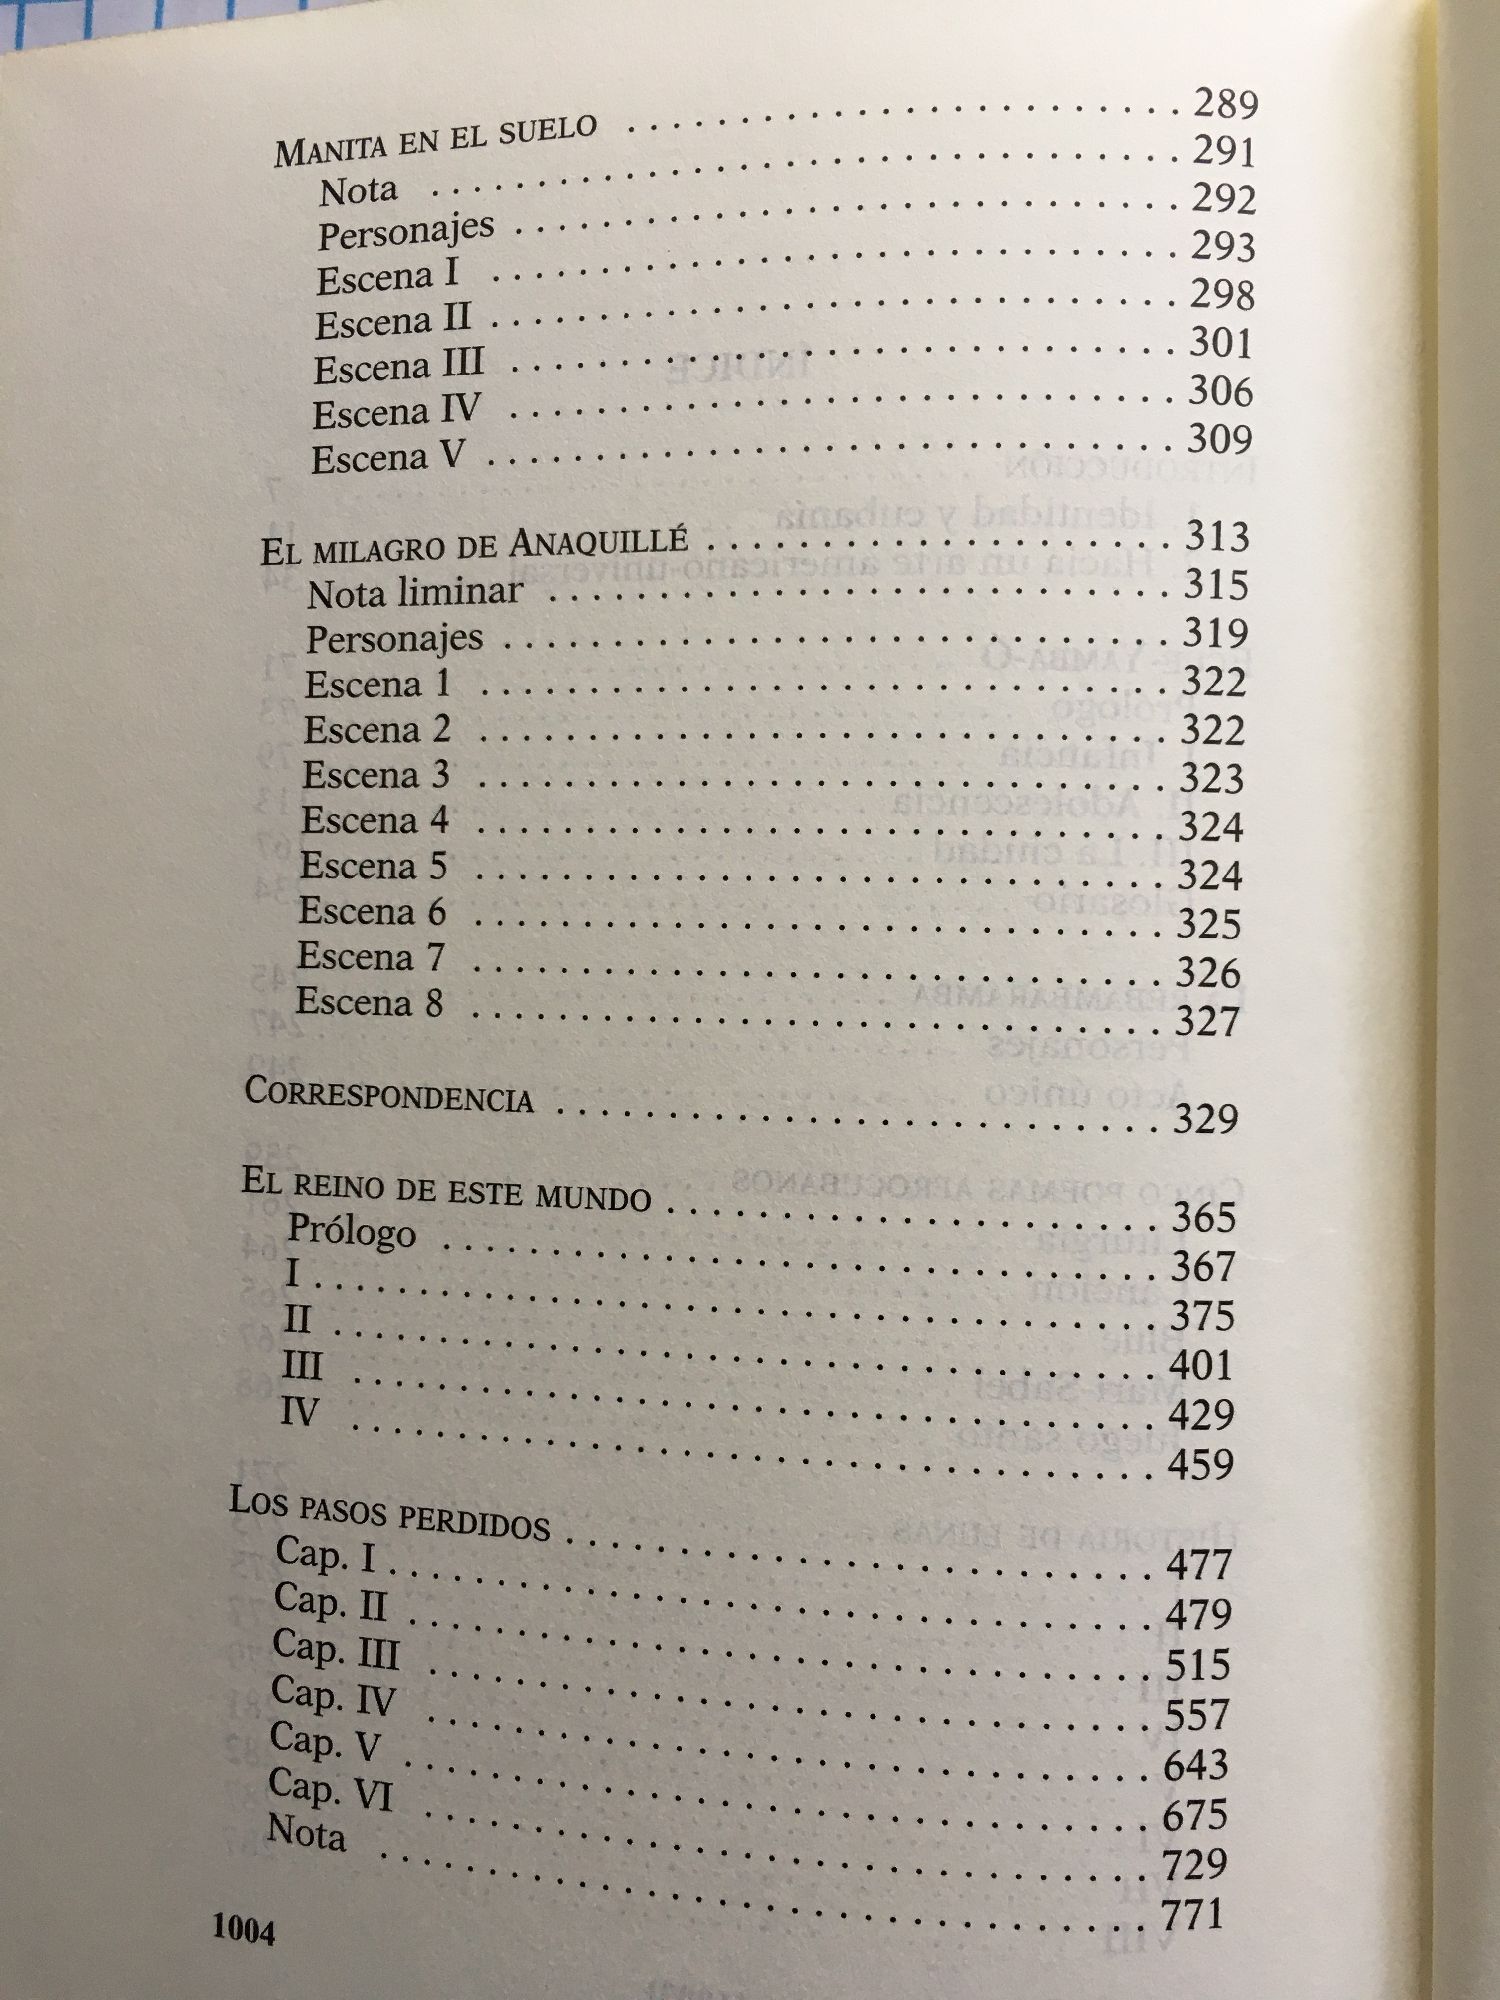 MANITA EN EL SUELO . . . . . . . . . . . . . . . . . . . . . . . . . 289
Nota . . . . . . . . . . . . . . . . . . . . . . . . . . . . 291
Personajes . . . . . . . . . . . . . . . . . . . . . . . . . 292
Escena I . . . . . . . . . . . . . . . . . . . . . . . . . . 293
Escena II . . . . . . . . . . . . . . . . . . . . . . . . . . 298
Escena III . . . . . . . . . . . . . . . . . . . . . . . . . 301
Escena IV . . . . . . . . . . . . . . . . . . . . . . . . . 306
Escena V . . . . . . . . . . . . . . . . . . . . . . . . . . 309
EL MILAGRO DE ANAQUILLÉ . . . . . . . . . . . . . . . . . . 313
Nota liminar . . . . . . . . . . . . . . . . . . . . . . . . 315
Personajes . . . . . . . . . . . . . . . . . . . . . . . . . 319
Escena 1 . . . . . . . . . . . . . . . . . . . . . . . . . . 322
Escena 2 . . . . . . . . . . . . . . . . . . . . . . . . . . 322
Escena 3 . . . . . . . . . . . . . . . . . . . . . . . . . . 323
Escena 4 . . . . . . . . . . . . . . . . . . . . . . . . . . 324
Escena 5 . . . . . . . . . . . . . . . . . . . . . . . . . . 324
Escena 6 . . . . . . . . . . . . . . . . . . . . . . . . . . 325
Escena 7 . . . . . . . . . . . . . . . . . . . . . . . . . . 326
Escena 8 . . . . . . . . . . . . . . . . . . . . . . . . . . 327
CORRESPONDENCIA . . . . . . . . . . . . . . . . . . . . . . . 329
EL REINO DE ESTE MUNDO . . . . . . . . . . . . . . . . . . . 365
Prólogo . . . . . . . . . . . . . . . . . . . . . . . . . . . 367
I . . . . . . . . . . . . . . . . . . . . . . . . . . . . . . . 375
II . . . . . . . . . . . . . . . . . . . . . . . . . . . . . . 401
III . . . . . . . . . . . . . . . . . . . . . . . . . . . . . 429
IV . . . . . . . . . . . . . . . . . . . . . . . . . . . . . 459
LOS PASOS PERDIDOS . . . . . . . . . . . . . . . . . . . . . . 477
Cap. I . . . . . . . . . . . . . . . . . . . . . . . . . . . . 479
Cap. II . . . . . . . . . . . . . . . . . . . . . . . . . . . 515
Cap. III . . . . . . . . . . . . . . . . . . . . . . . . . . 557
Cap. IV . . . . . . . . . . . . . . . . . . . . . . . . . . 643
Cap. V . . . . . . . . . . . . . . . . . . . . . . . . . . . 675
Cap. VI . . . . . . . . . . . . . . . . . . . . . . . . . . 729
Nota . . . . . . . . . . . . . . . . . . . . . . . . . . . . 771
1004